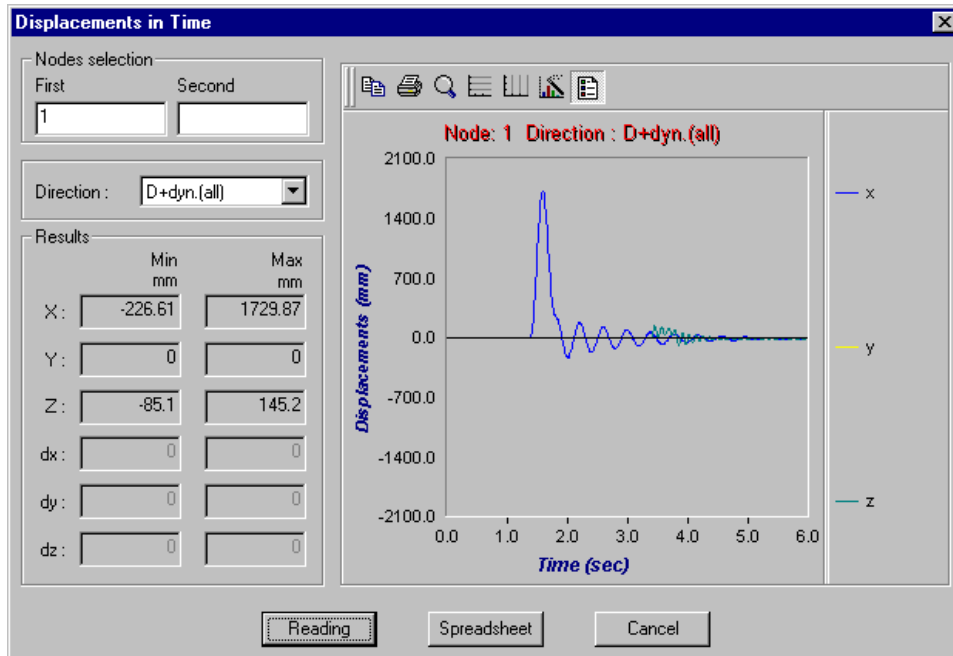 Displacements in Time
Nodes selection
First Second
1
Direction : D+dyn.(all)
Results
Min Max
mm mm
X : -226.61 1729.87
Y : 0 0
Z : -85.1 145.2
dx : 0 0
dy : 0 0
dz : 0 0
Node: 1 Direction : D+dyn.(all)
2100.0
1400.0
700.0
0.0
-700.0
-1400.0
-2100.0
Displacements (mm)
0.0 1.0 2.0 3.0 4.0 5.0 6.0
Time (sec)
x
y
z
Reading Spreadsheet Cancel